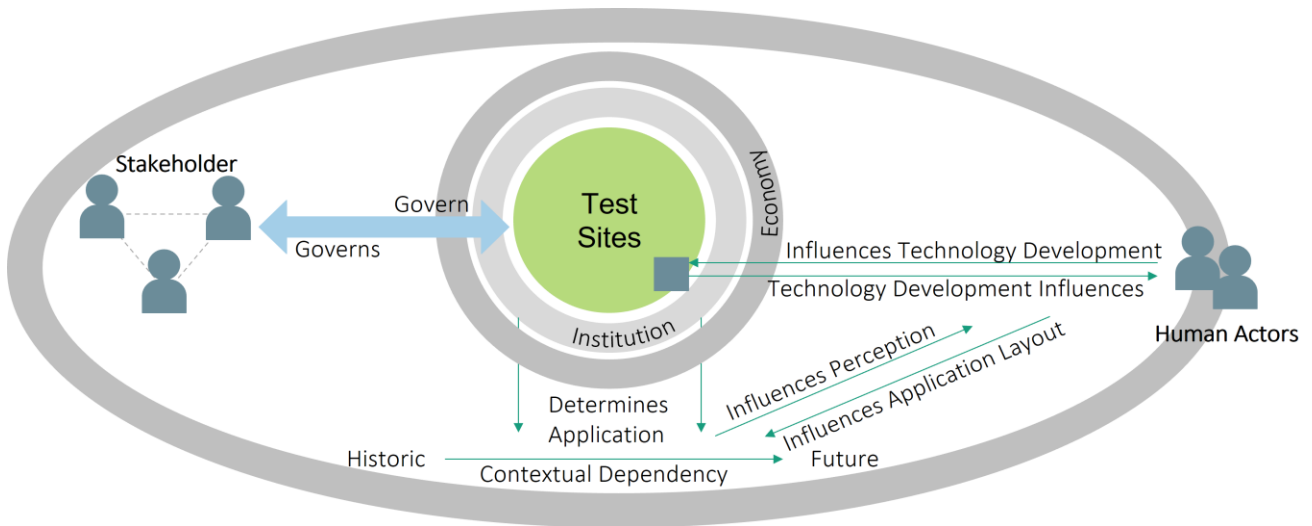 Stakeholder
Govern
Governs
Test
Sites
Economy
Institution
Influences Technology Development
Technology Development Influences
Human Actors
Influences Perception
Influences Application Layout
Determines
Application
Historic
Contextual Dependency
Future